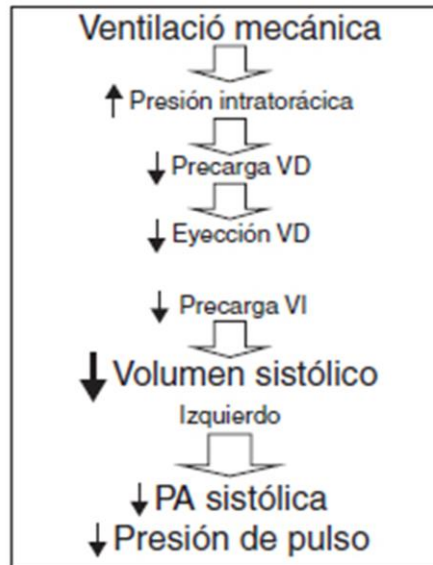 Ventilació mecánica
↑ Presión intratorácica
↓ Precarga VD
↓ Eyección VD
↓ Precarga VI
↓ Volumen sistólico
Izquierdo
↓ PA sistólica
↓ Presión de pulso